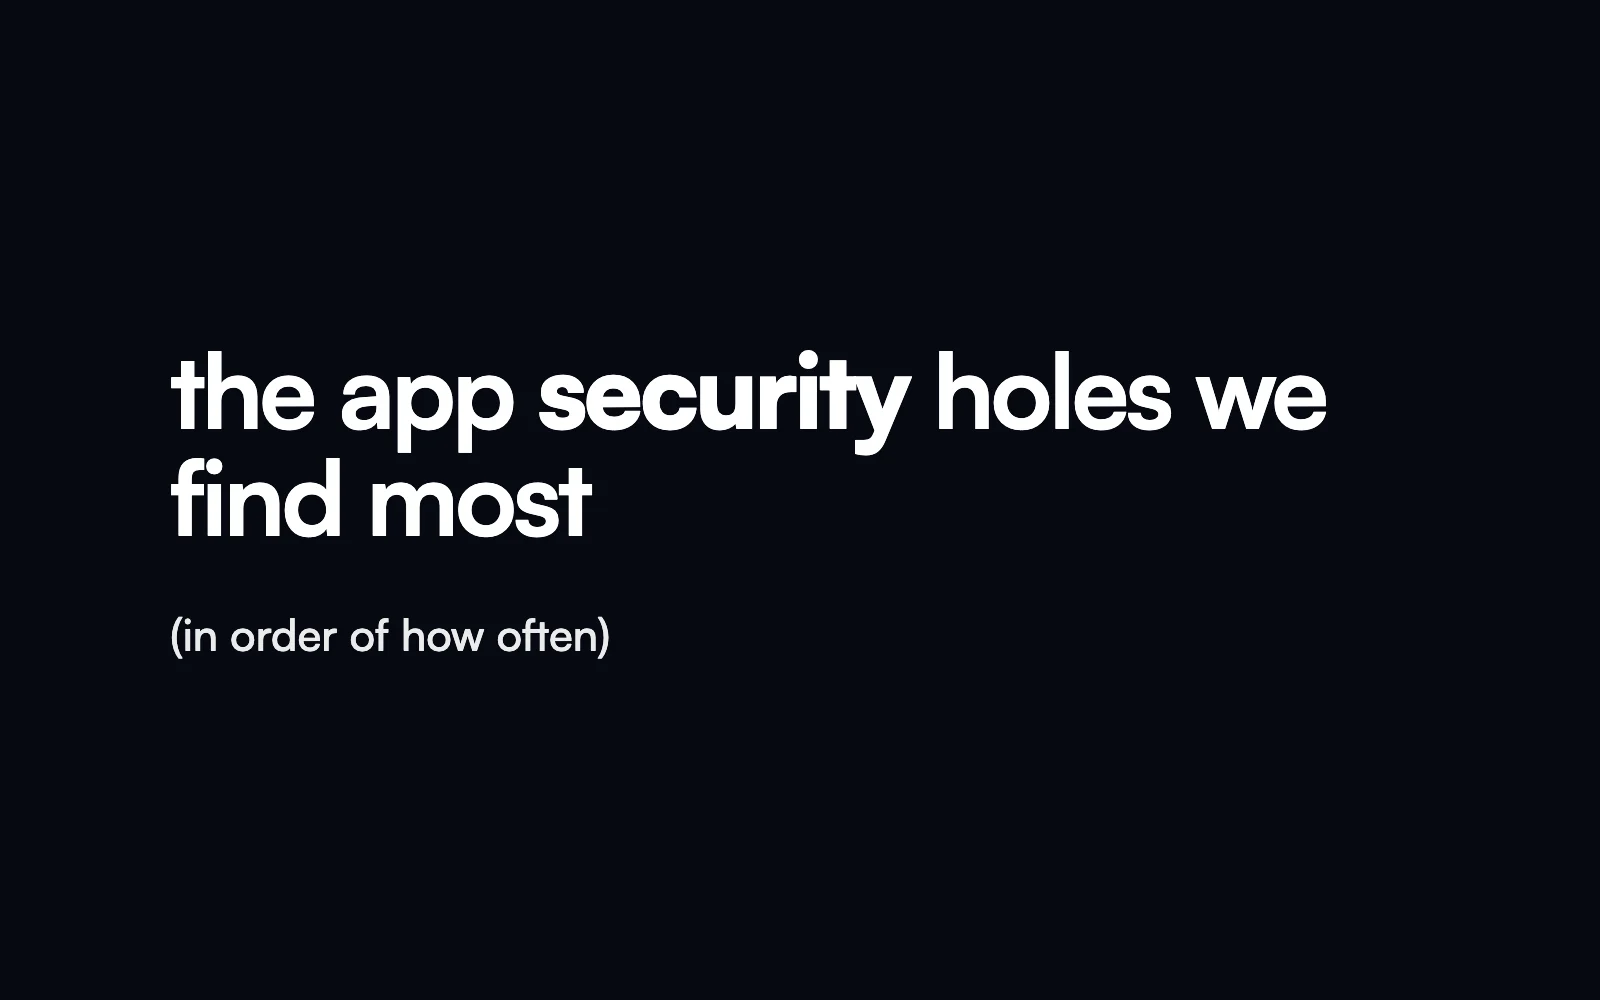 the app security holes we
find most
(in order of how often)